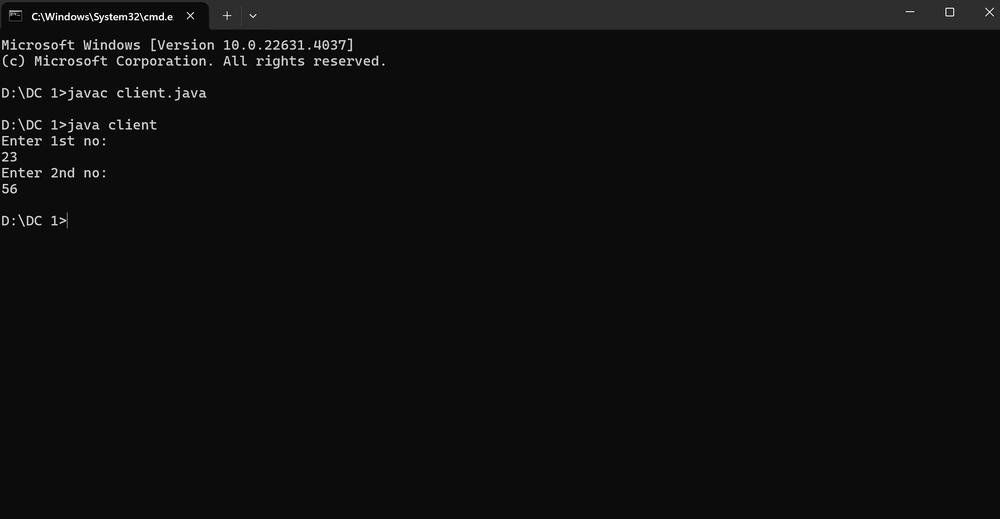 C:\Windows\System32\cmd.e
Microsoft Windows [Version 10.0.22631.4037]
(c) Microsoft Corporation. All rights reserved.
D:\DC 1>javac client.java
D:\DC 1>java client
Enter 1st no:
23
Enter 2nd no:
56
D:\DC 1>